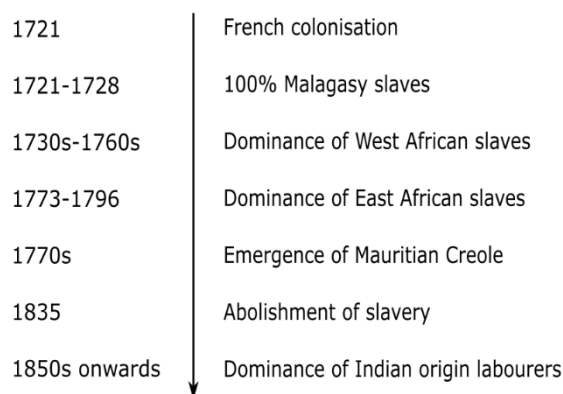 1721 French colonisation
1721-1728 100% Malagasy slaves
1730s-1760s Dominance of West African slaves
1773-1796 Dominance of East African slaves
1770s Emergence of Mauritian Creole
1835 Abolishment of slavery
1850s onwards Dominance of Indian origin labourers